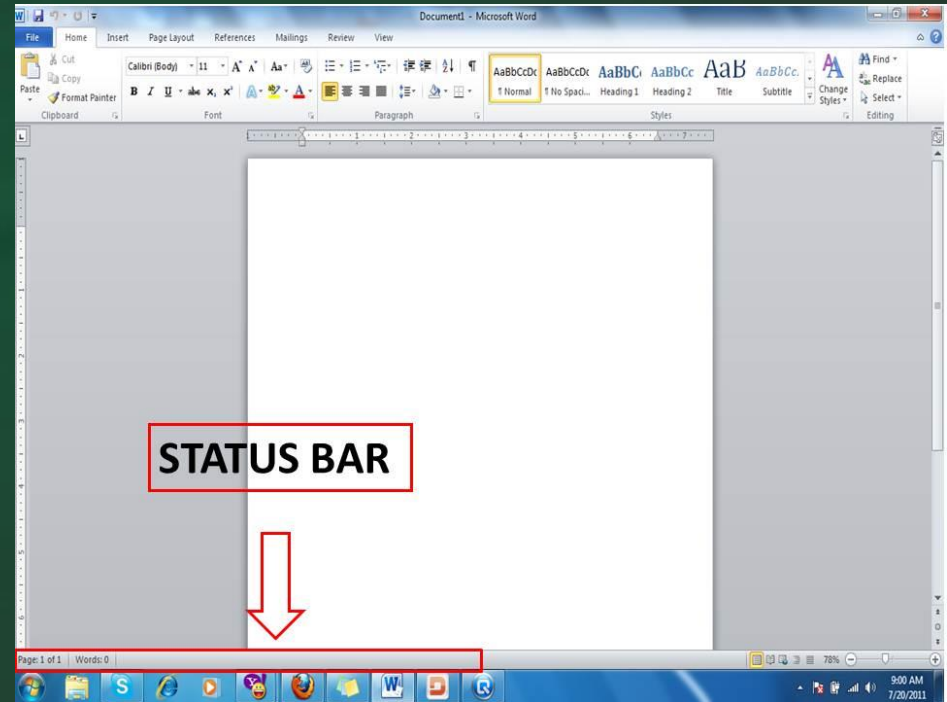 Document1 - Microsoft Word
File Home Insert Page Layout References Mailings Review View
Paste
Cut
Copy
Format Painter
Clipboard
Calibri (Body) 11
Font
Paragraph
AaBbCcDc AaBbCcDc AaBbC AaBbCc AaB AaBbCc.
¶ Normal ¶ No Spaci... Heading 1 Heading 2 Title Subtitle
Change Styles
Styles
Find
Replace
Select
Editing
STATUS BAR
Page: 1 of 1 Words: 0
78%
9:00 AM
7/20/2011